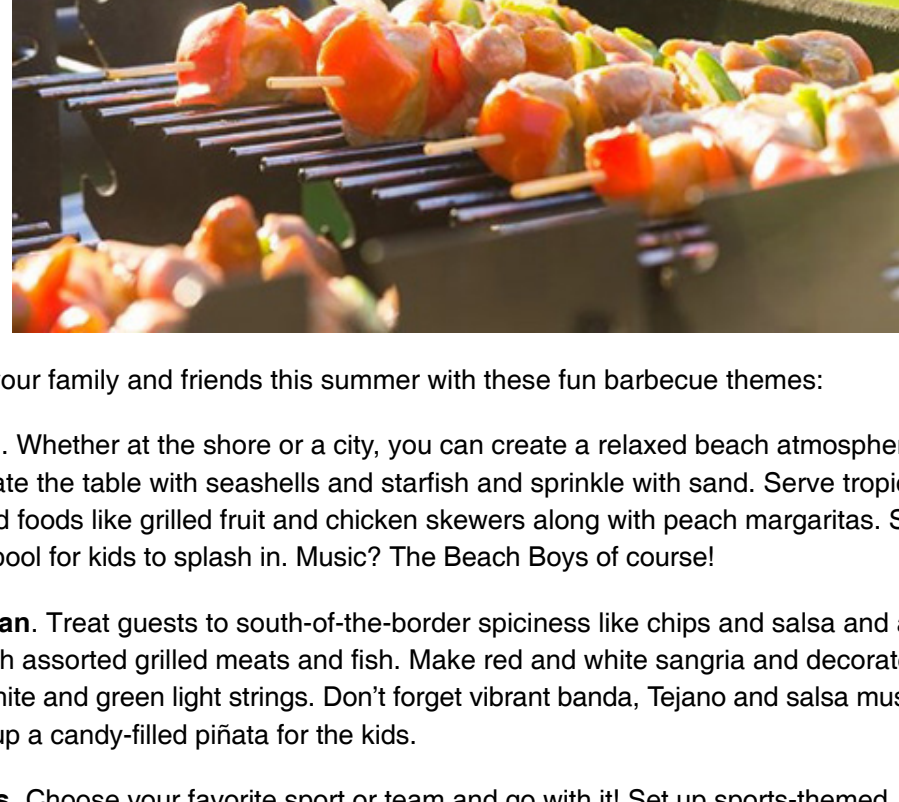 our family and friends this summer with these fun barbecue themes:
. Whether at the shore or a city, you can create a relaxed beach
the table with seashells and starfish and sprinkle with sand. Serve
foods like grilled fruit and chicken skewers along with peach margaritas.
pool for kids to splash in. Music? The Beach Boys of course!
an. Treat guests to south-of-the-border spiciness like chips and salsa and
assorted grilled meats and fish. Make red and white sangria and
and green light strings. Don’t forget vibrant banda, Tejano and salsa
up a candy-filled piñata for the kids.
Choose your favorite sport or team and go with it! Set up sports-themed